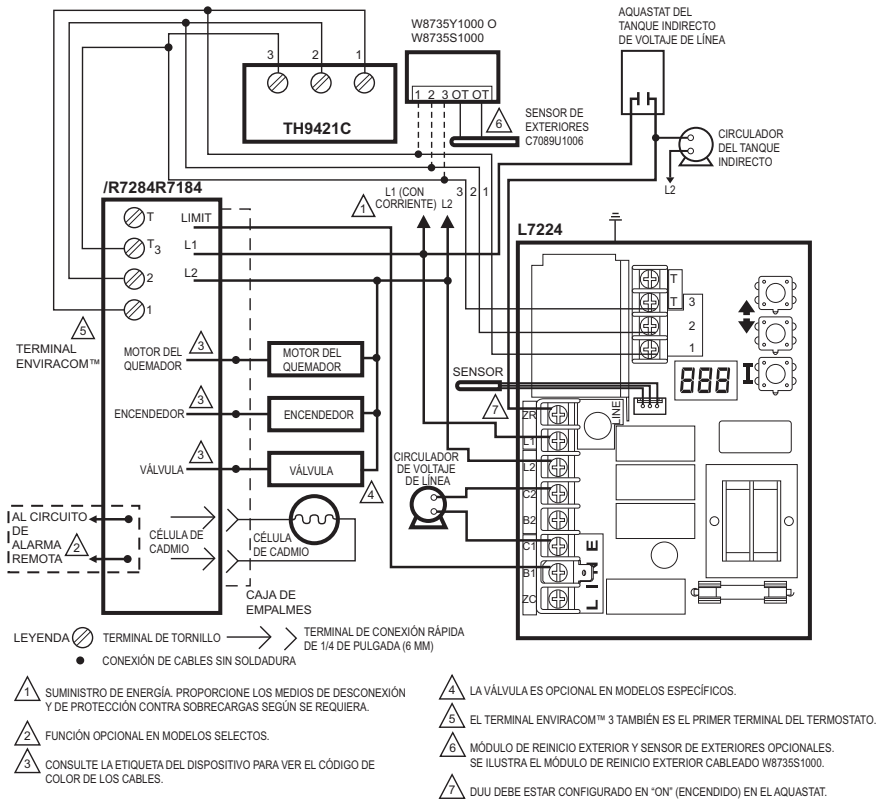 AQUASTAT DEL
TANQUE INDIRECTO
DE VOLTAJE DE LÍNEA
W8735Y1000 O
W8735S1000
3 2 1
TH9421C
1 2 3 OT OT
6
SENSOR DE
EXTERIORES
C7089U1006
CIRCULADOR
DEL TANQUE
INDIRECTO
L2
/R7284R7184
1
L1 (CON
CORRIENTE)
L2
3 2 1
L7224
T
LIMIT
T3
L1
2
L2
1
5
TERMINAL
ENVIRACOM™
T
T
3
2
1
MOTOR DEL
QUEMADOR
3
MOTOR DEL
QUEMADOR
SENSOR
888
ENCENDEDOR
3
ENCENDEDOR
7
ZR
LINE
L1
VÁLVULA
3
VÁLVULA
4
CIRCULADOR
DE VOLTAJE
DE LÍNEA
L2
C2
B2
C1
B1
ZC
LINE
AL CIRCUITO
DE
ALARMA
REMOTA
2
CÉLULA DE
CADMIO
CÉLULA
DE CADMIO
CAJA DE
EMPALMES
LEYENDA
TERMINAL DE TORNILLO
TERMINAL DE CONEXIÓN RÁPIDA
DE 1/4 DE PULGADA (6 MM)
CONEXIÓN DE CABLES SIN SOLDADURA
1 SUMINISTRO DE ENERGÍA. PROPORCIONE LOS MEDIOS DE DESCONEXIÓN
Y DE PROTECCIÓN CONTRA SOBRECARGAS SEGÚN SE REQUIERA.
2 FUNCIÓN OPCIONAL EN MODELOS SELECTOS.
3 CONSULTE LA ETIQUETA DEL DISPOSITIVO PARA VER EL CÓDIGO DE
COLOR DE LOS CABLES.
4 LA VÁLVULA ES OPCIONAL EN MODELOS ESPECÍFICOS.
5 EL TERMINAL ENVIRACOM™ 3 TAMBIÉN ES EL PRIMER TERMINAL DEL TERMOSTATO.
6 MÓDULO DE REINICIO EXTERIOR Y SENSOR DE EXTERIORES OPCIONALES.
SE ILUSTRA EL MÓDULO DE REINICIO EXTERIOR CABLEADO W8735S1000.
7 DUU DEBE ESTAR CONFIGURADO EN “ON” (ENCENDIDO) EN EL AQUASTAT.